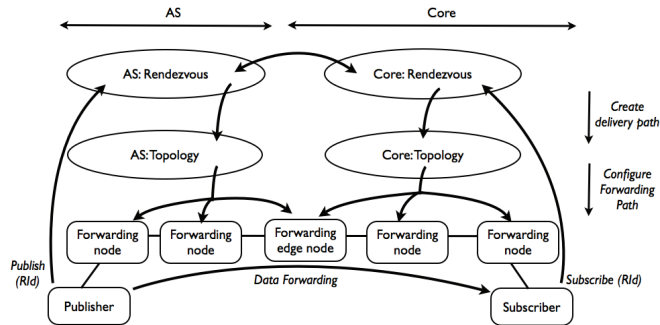 AS
Core
AS: Rendezvous
Core: Rendezvous
Create
delivery path
AS: Topology
Core: Topology
Configure
Forwarding
Path
Forwarding
node
Forwarding
node
Forwarding
edge node
Forwarding
node
Forwarding
node
Publish
(RId)
Data Forwarding
Subscribe (RId)
Publisher
Subscriber